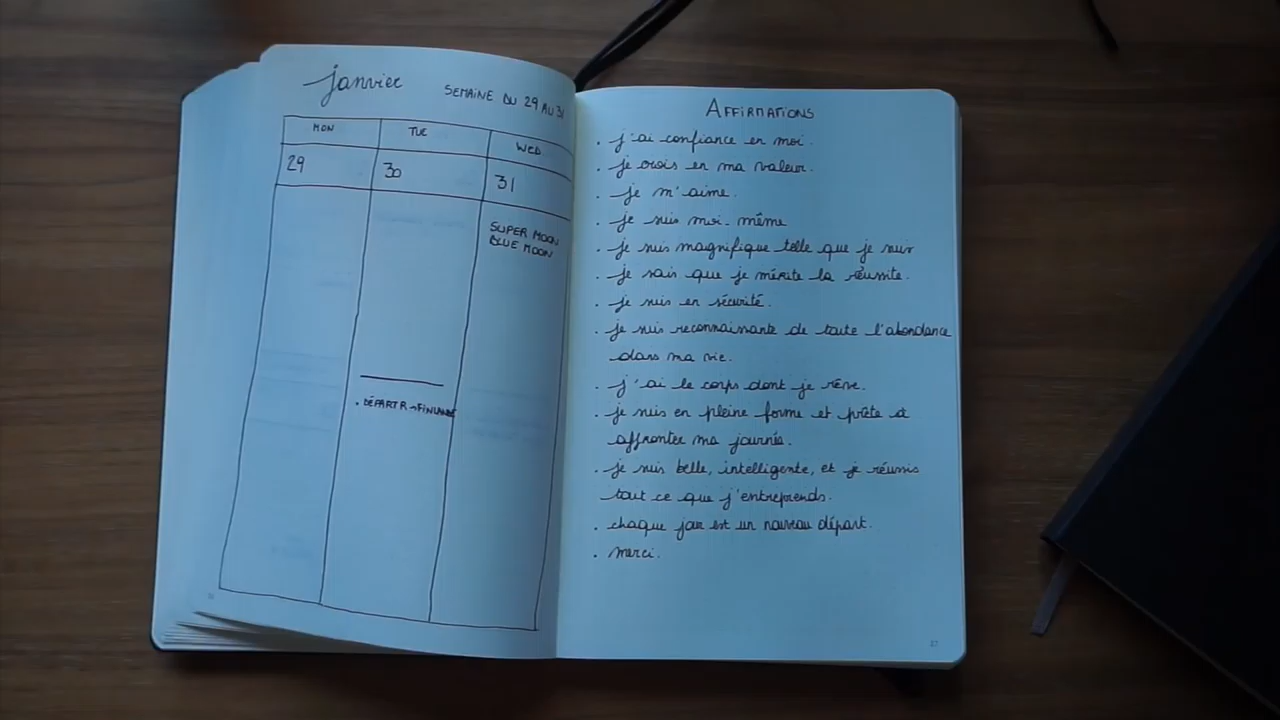 janvier
SEMAINE DU 29 AU 31
MON TUE WED
29 30 31
SUPER MOON
BLUE MOON
. DÉPART R→FINLANDE
AFFIRMATIONS
. j'ai confiance en moi.
. je crois en ma valeur.
. je m'aime.
. je suis moi-même
. je suis magnifique telle que je suis
. je sais que je mérite la réussite.
. je suis en sécurité.
. je suis reconnaissante de toute l'abondance
dans ma vie.
. j'ai le corps dont je rêve.
. je suis en pleine forme et prête à
affronter ma journée.
. je suis belle, intelligente, et je réussis
tout ce que j'entreprends.
. chaque jour est un nouveau départ.
. merci.
27